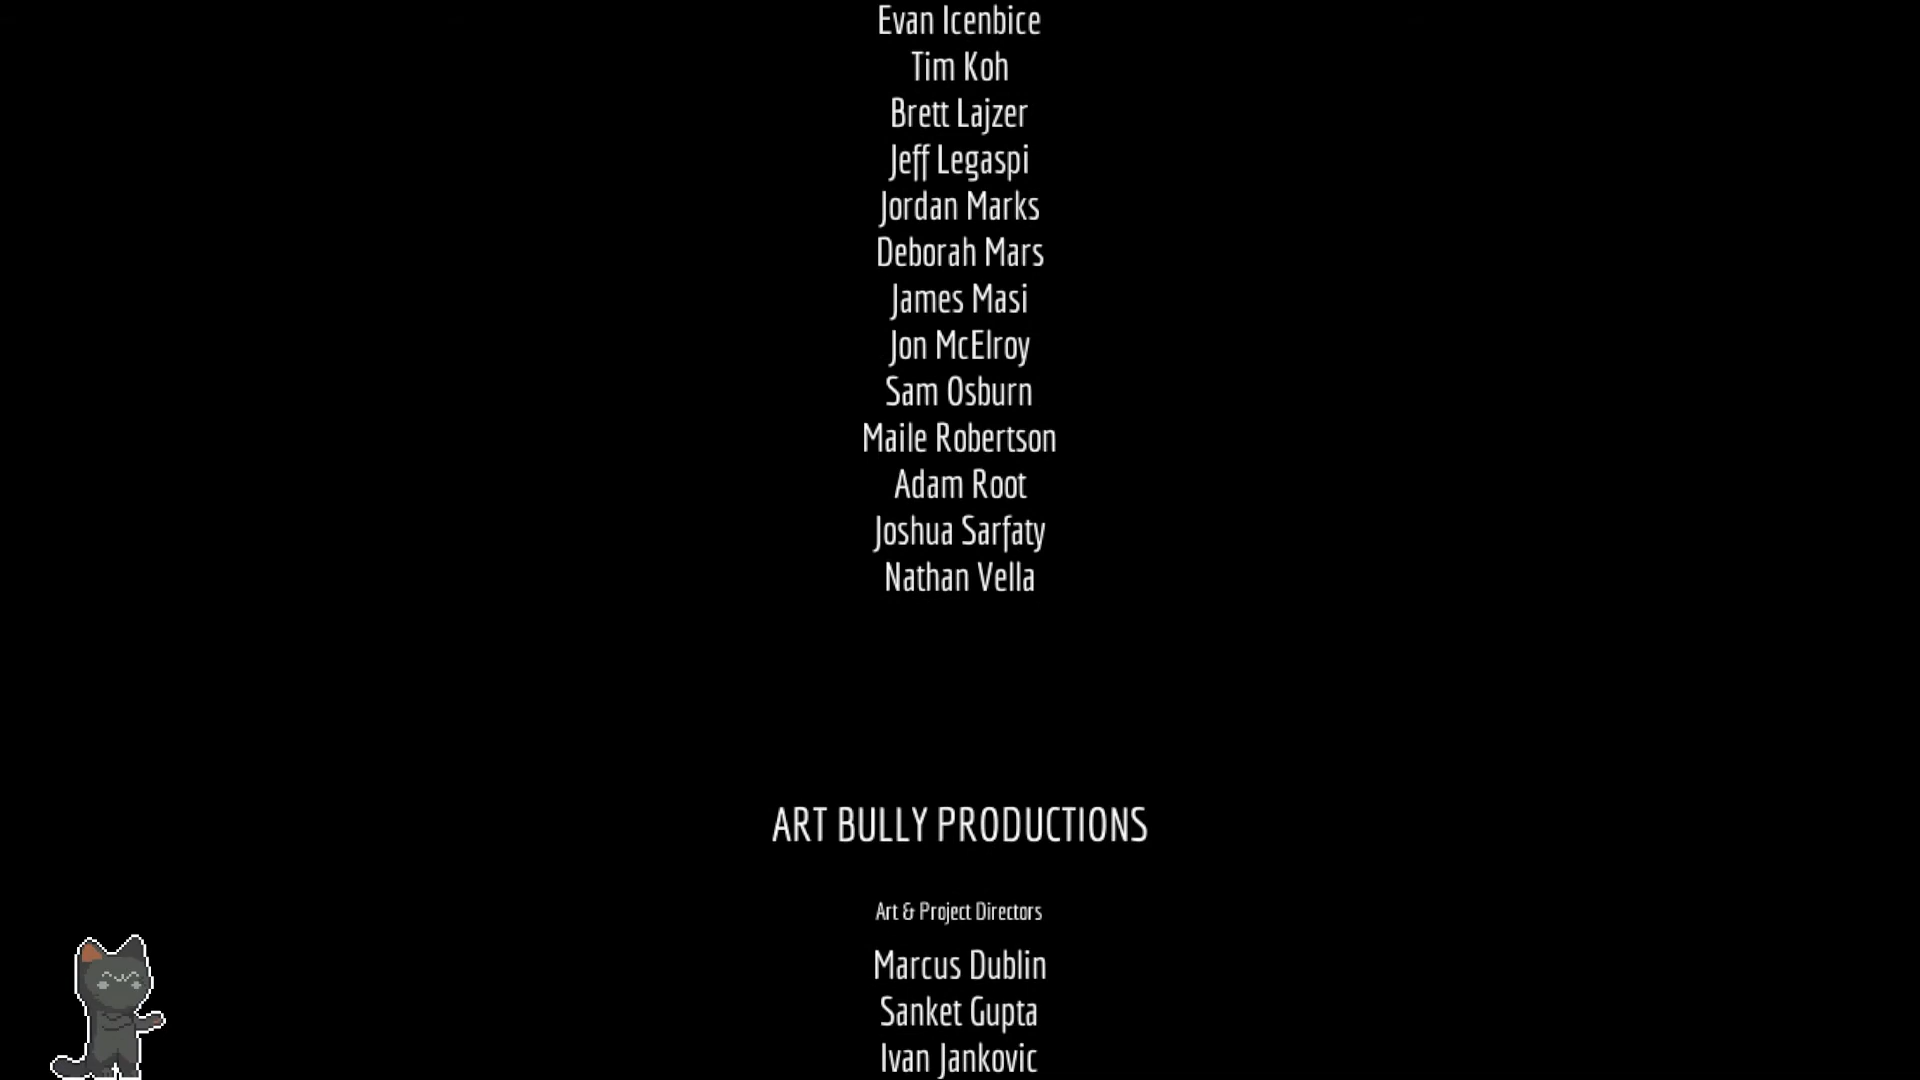 Evan Icenbice
Tim Koh
Brett Lajzer
Jeff Legaspi
Jordan Marks
Deborah Mars
James Masi
Jon McElroy
Sam Osburn
Maile Robertson
Adam Root
Joshua Sarfaty
Nathan Vella
ART BULLY PRODUCTIONS
Art & Project Directors
Marcus Dublin
Sanket Gupta
Ivan Jankovic